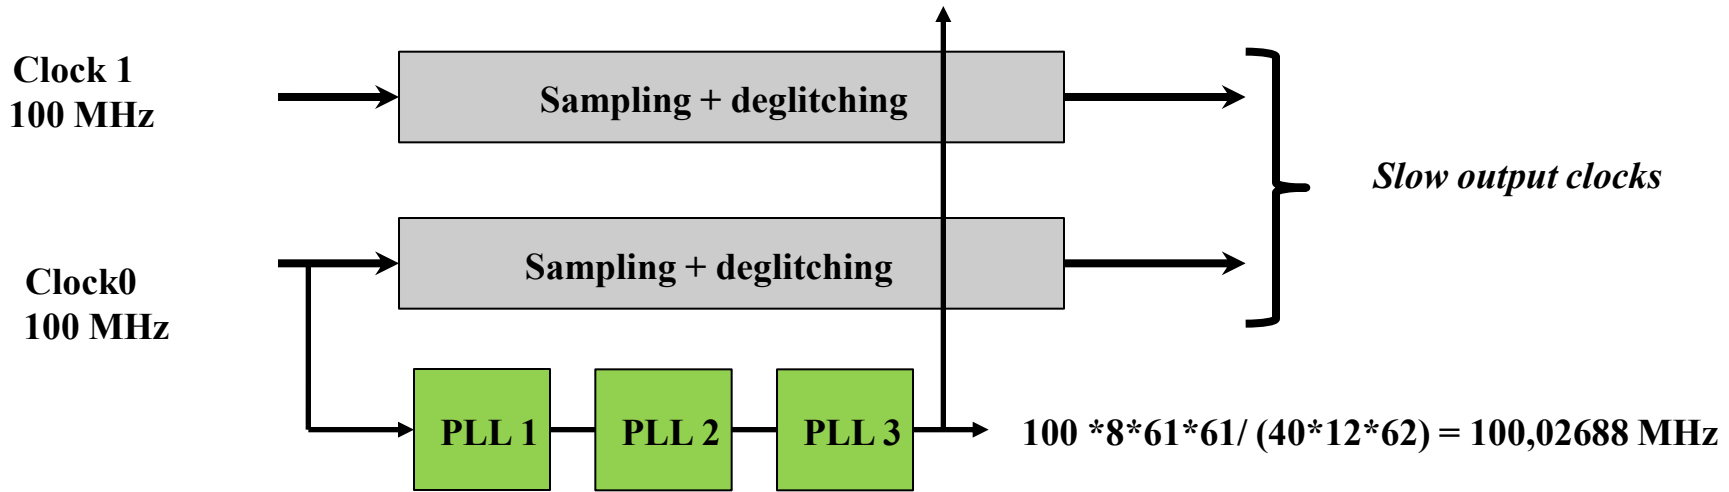 Clock 1
100 MHz
Sampling + deglitching
Slow output clocks
Clock0
100 MHz
Sampling + deglitching
PLL 1
PLL 2
PLL 3
100 *8*61*61/ (40*12*62) = 100,02688 MHz